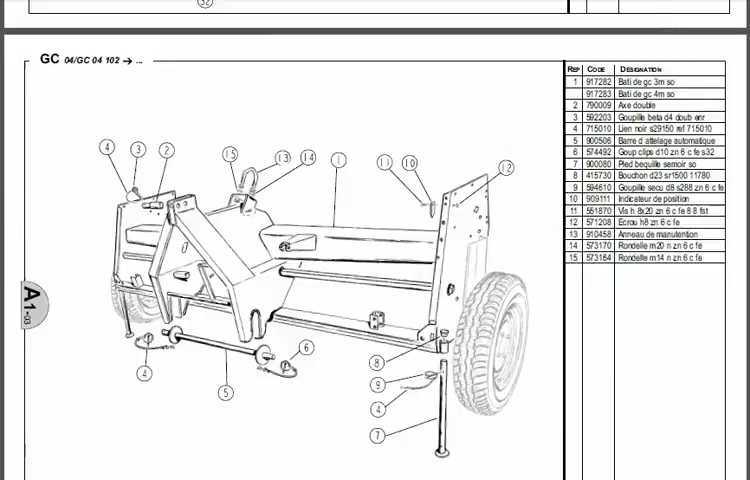 32
GC 04/GC 04 102 → ...
REP CODE DÉSIGNATION
1 917282 Bati de gc 3m so
917283 bati de gc 4m so
2 790009 Axe double
3 592203 Goupille beta d4 doub enr
4 715010 Lien noir s29150 ref 715010
5 900506 Barre d attelage automatique
6 574492 Goup clips d10 zn 6 c fe s32
7 900080 Pied bequille semoir so
8 415730 Bouchon d23 sr1500 11780
9 594610 Goupille secu d8 s288 zn 6 c fe
10 909111 Indicateur de position
11 551870 Vis h 8x20 zn 6 c fe 8 8 fst
12 571208 Ecrou h8 zn 6 c fe
13 910458 Anneau de manutention
14 573170 Rondelle m20 n zn 6 c fe
15 573164 Rondelle m14 n zn 6 c fe
4 3 2 15 13 14 1 11 10 12
A1-03
4 5 6 8 9 4 7